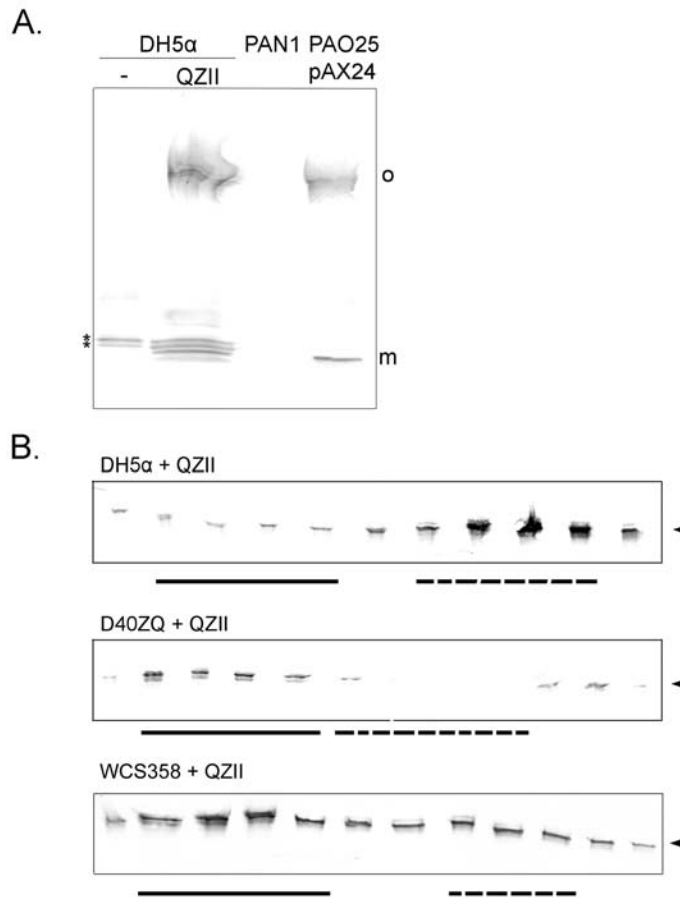 A.
DH5α PAN1 PAO25
- QZII pAX24
o
**
m
B.
DH5α + QZII
D40ZQ + QZII
WCS358 + QZII